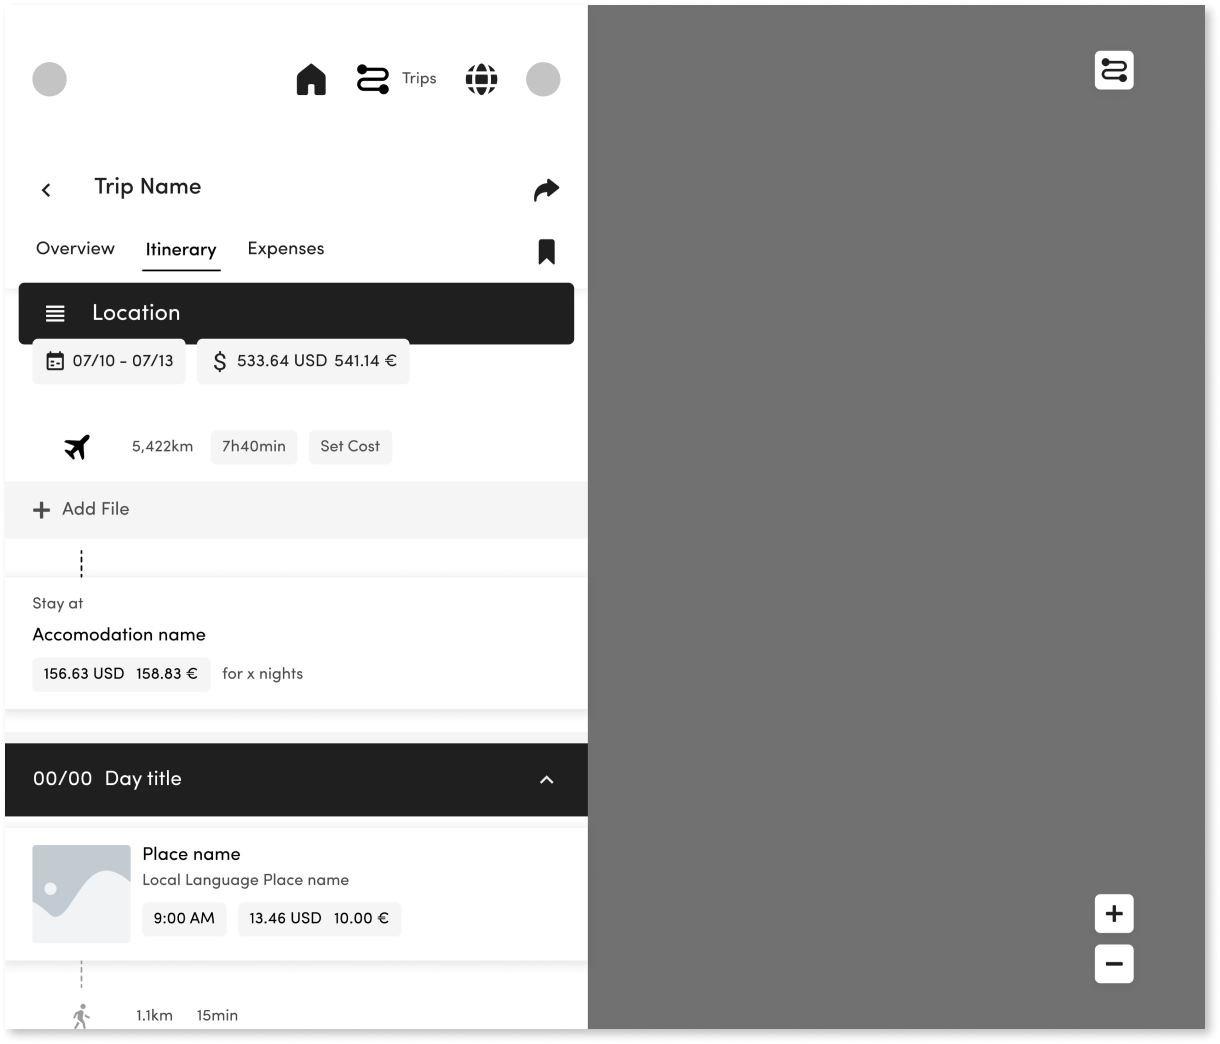 Trips
Trip Name
Overview Itinerary Expenses
Location
07/10 - 07/13 $ 533.64 USD 541.14 €
5,422km 7h40min Set Cost
+ Add File
Stay at
Accomodation name
156.63 USD 158.83 € for x nights
00/00 Day title
Place name
Local Language Place name
9:00 AM 13.46 USD 10.00 €
1.1km 15min